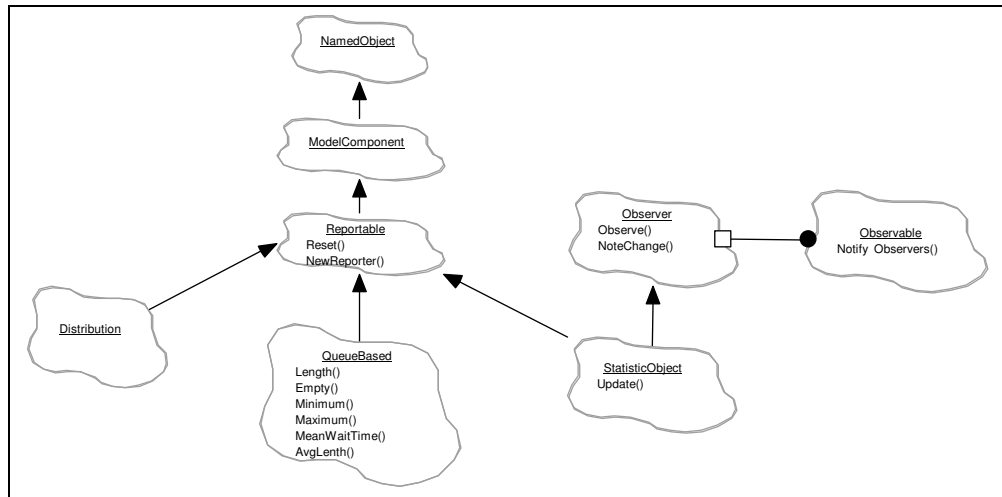 NamedObject
ModelComponent
Reportable
Reset()
NewReporter()
Observer
Observe()
NoteChange()
Observable
Notify Observers()
Distribution
QueueBased
Length()
Empty()
Minimum()
Maximum()
MeanWaitTime()
AvgLenth()
StatisticObject
Update()